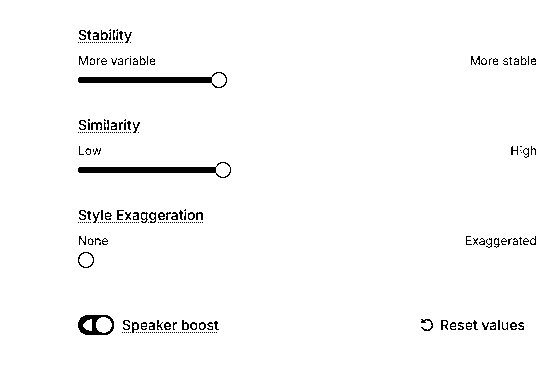 Stability
More variable More stable
Similarity
Low High
Style Exaggeration
None Exaggerated
Speaker boost Reset values